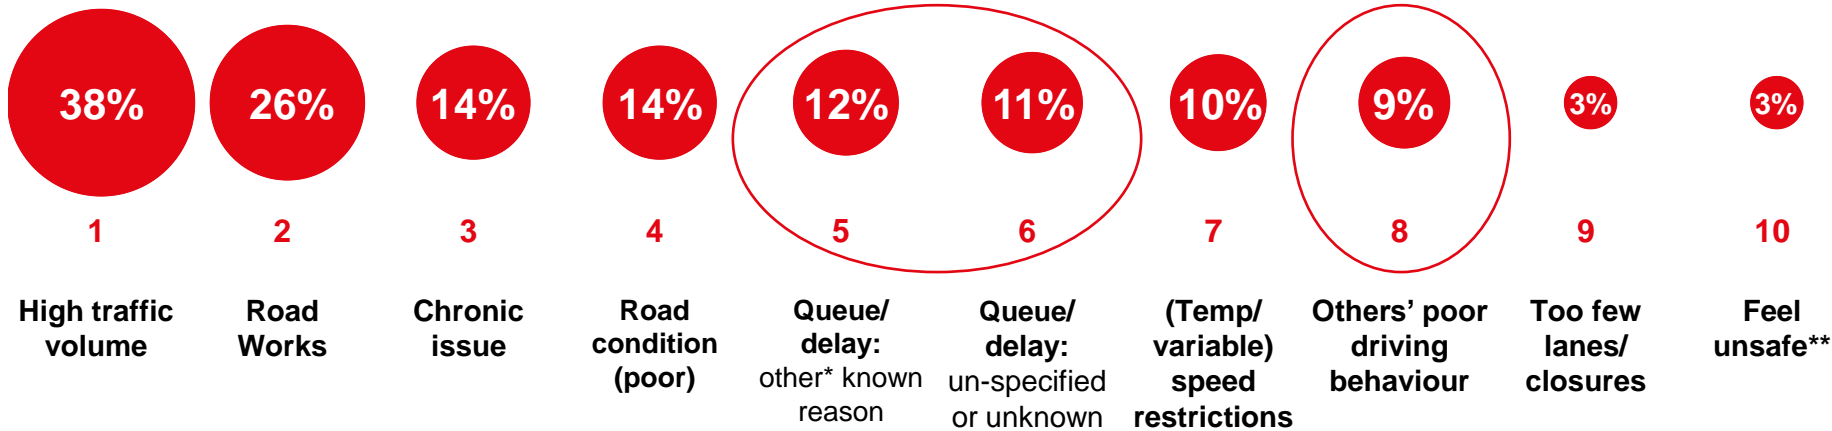 38%
26%
14%
14%
12%
11%
10%
9%
3%
3%
1
2
3
4
5
6
7
8
9
10
High traffic
volume
Road
Works
Chronic
issue
Road
condition
(poor)
Queue/
delay:
other* known
reason
Queue/
delay:
un-specified
or unknown
(Temp/
variable)
speed
restrictions
Others’ poor
driving
behaviour
Too few
lanes/
closures
Feel
unsafe**